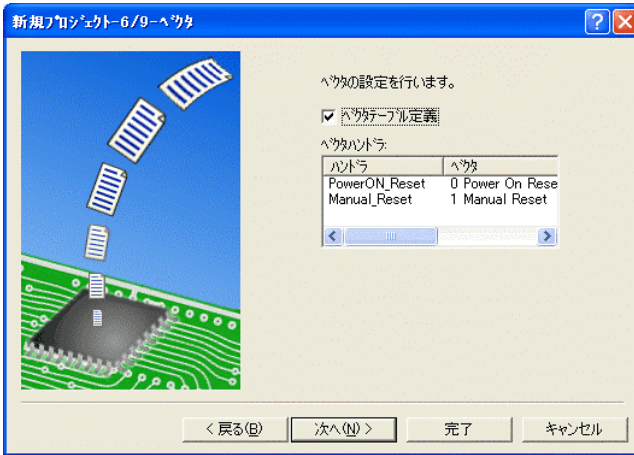 新規ﾌﾟﾛｼﾞｪｸﾄ-6/9-ﾍﾞｸﾀ
ﾍﾞｸﾀの設定を行います。
ﾍﾞｸﾀﾃｰﾌﾞﾙ定義
ﾍﾞｸﾀﾊﾝﾄﾞﾗ:
ﾊﾝﾄﾞﾗ ﾍﾞｸﾀ
PowerON_Reset 0 Power On Rese
Manual_Reset 1 Manual Reset
< 戻る(B) 次へ(N) > 完了 キャンセル